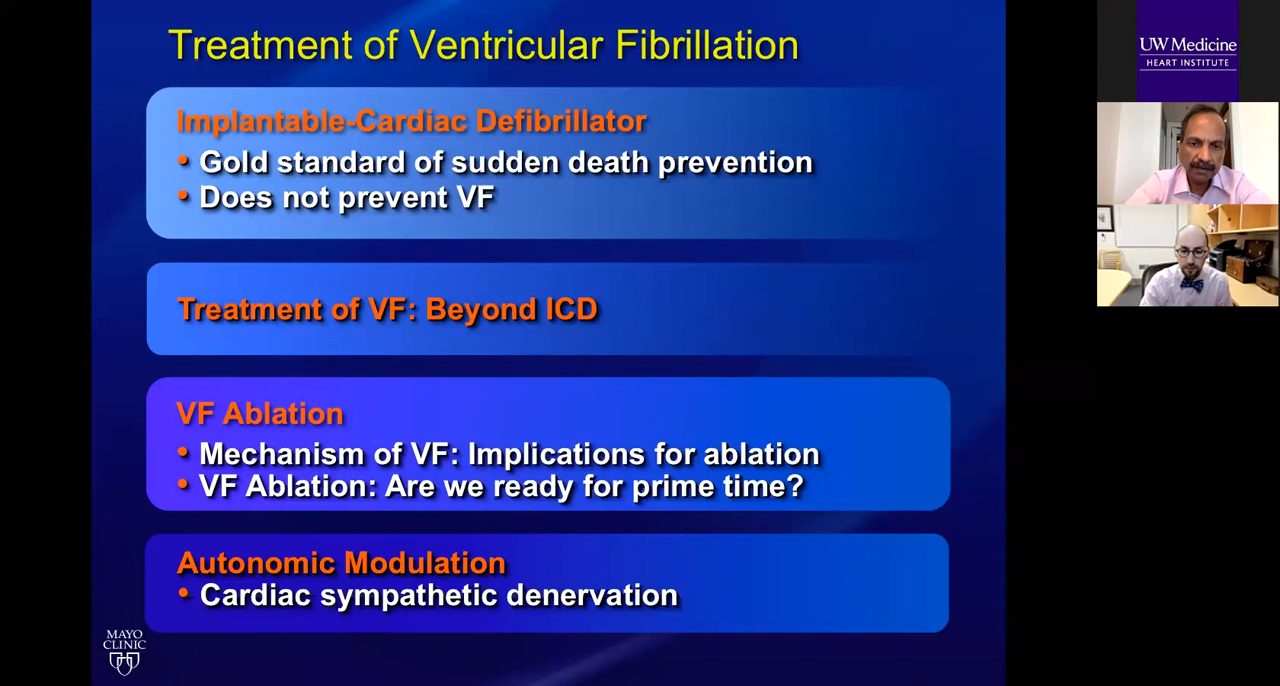 Treatment of Ventricular Fibrillation
Implantable-Cardiac Defibrillator
• Gold standard of sudden death prevention
• Does not prevent VF
Treatment of VF: Beyond ICD
VF Ablation
• Mechanism of VF: Implications for ablation
• VF Ablation: Are we ready for prime time?
Autonomic Modulation
• Cardiac sympathetic denervation
MAYO
CLINIC
UW Medicine
HEART INSTITUTE